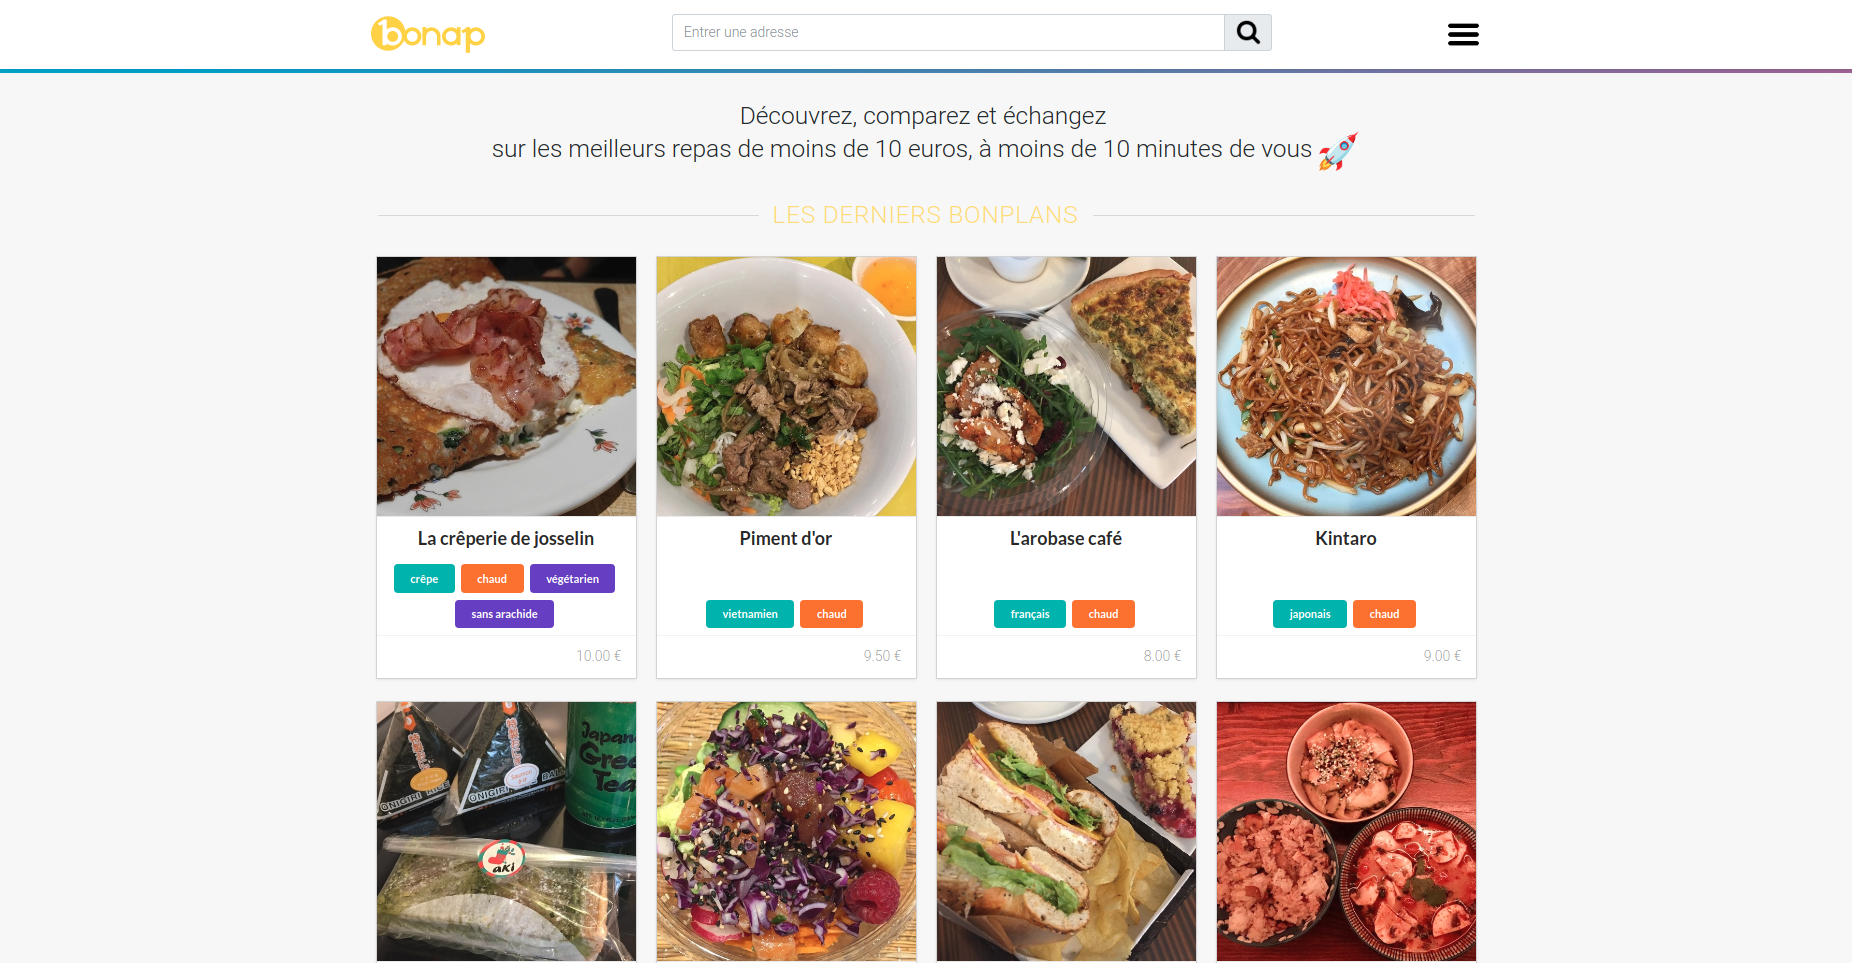 bonap
Entrer une adresse
Découvrez, comparez et échangez
sur les meilleurs repas de moins de 10 euros, à moins de 10 minutes de vous
LES DERNIERS BONPLANS
La crêperie de josselin
crêpe chaud végétarien
sans arachide
10.00 €
Piment d'or
vietnamien chaud
9.50 €
L'arobase café
français chaud
8.00 €
Kintaro
japonais chaud
9.00 €
Japan
Gree
Tea
ONIGIRI RICE BALL
ONIGIRI
aki